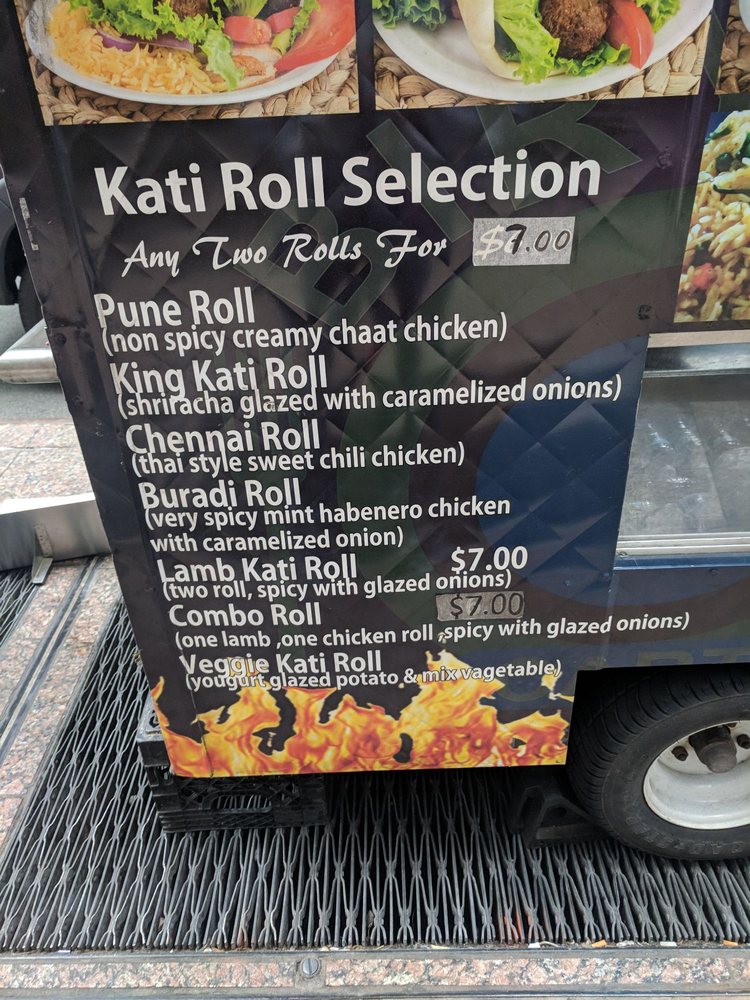 Kati Roll Selection
Any Two Rolls For $7.00
Pune Roll
(non spicy creamy chaat chicken)
King Kati Roll
(shriracha glazed with caramelized onions)
Chennai Roll
(thai style sweet chili chicken)
Buradi Roll
(very spicy mint habenero chicken
with caramelized onion)
Lamb Kati Roll $7.00
(two roll, spicy with glazed onions)
Combo Roll $7.00
(one lamb ,one chicken roll ,spicy with glazed onions)
Veggie Kati Roll
(yougurt glazed potato & mix vagetable)